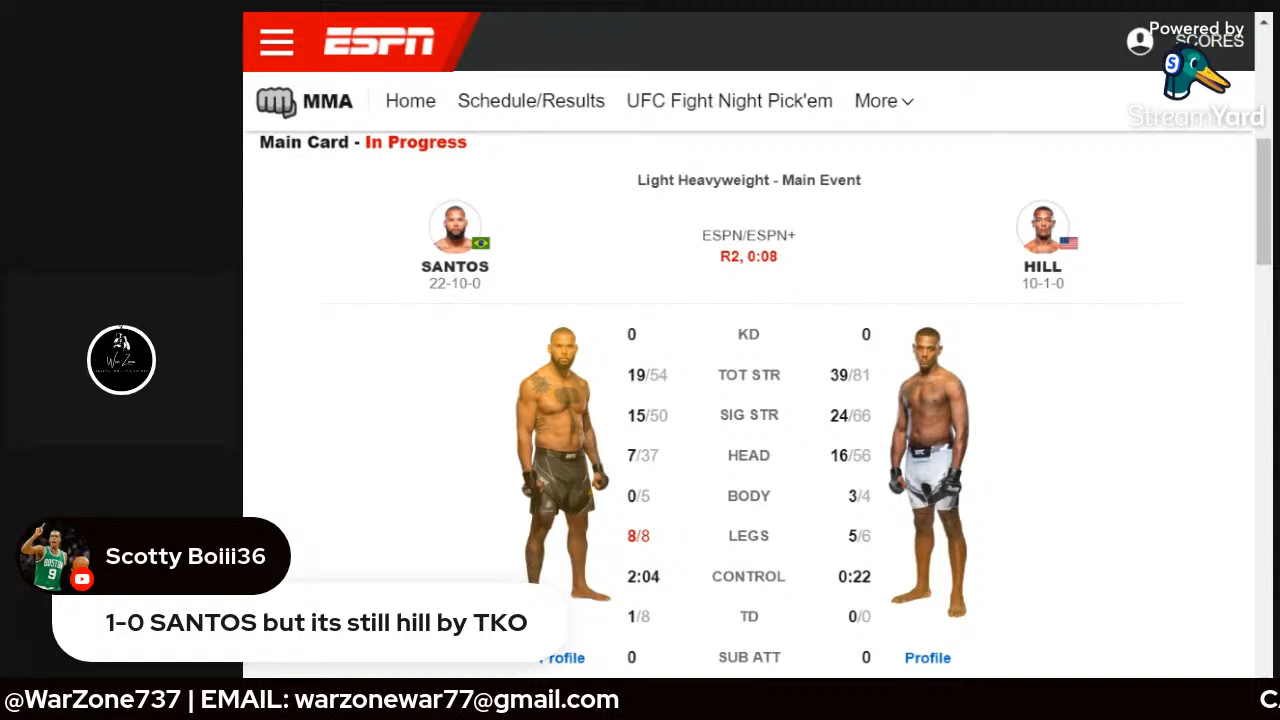 ESPN
Powered by
SCORES
S
StreamYard
MMA Home Schedule/Results UFC Fight Night Pick'em More
Main Card - In Progress
Light Heavyweight - Main Event
ESPN/ESPN+
R2, 0:08
SANTOS
22-10-0
HILL
10-1-0
0 KD 0
19/54 TOT STR 39/81
15/50 SIG STR 24/66
7/37 HEAD 16/56
0/5 BODY 3/4
8/8 LEGS 5/6
2:04 CONTROL 0:22
1/8 TD 0/0
Profile 0 SUB ATT 0 Profile
War Zone
BOSTON
9
Scotty Boiii36
1-0 SANTOS but its still hill by TKO
@WarZone737 | EMAIL: warzonewar77@gmail.com